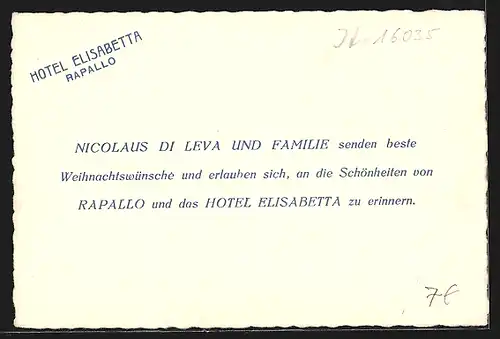 HOTEL ELISABETTA
RAPALLO
It. 16035
NICOLAUS DI LEVA UND FAMILIE senden beste
Weihnachtswünsche und erlauben sich, an die Schönheiten von
RAPALLO und das HOTEL ELISABETTA zu erinnern.
7€